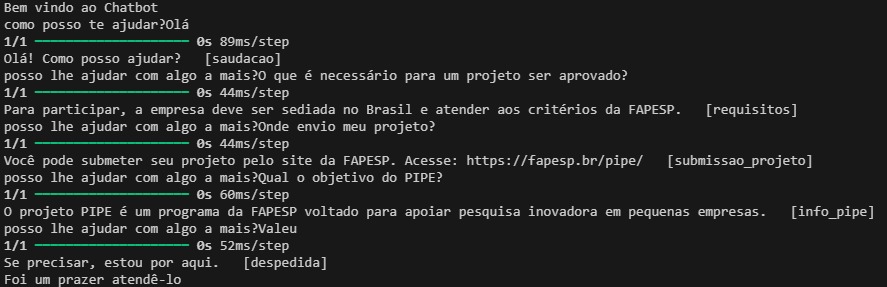 Bem vindo ao Chatbot
como posso te ajudar?Olá
1/1 ━━━━━━━━━━━━━━━━━━━━ 0s 89ms/step
Olá! Como posso ajudar?   [saudacao]
posso lhe ajudar com algo a mais?O que é necessário para um projeto ser aprovado?
1/1 ━━━━━━━━━━━━━━━━━━━━ 0s 44ms/step
Para participar, a empresa deve ser sediada no Brasil e atender aos critérios da FAPESP.   [requisitos]
posso lhe ajudar com algo a mais?Onde envio meu projeto?
1/1 ━━━━━━━━━━━━━━━━━━━━ 0s 44ms/step
Você pode submeter seu projeto pelo site da FAPESP. Acesse: https://fapesp.br/pipe/   [submissao_projeto]
posso lhe ajudar com algo a mais?Qual o objetivo do PIPE?
1/1 ━━━━━━━━━━━━━━━━━━━━ 0s 60ms/step
O projeto PIPE é um programa da FAPESP voltado para apoiar pesquisa inovadora em pequenas empresas.   [info_pipe]
posso lhe ajudar com algo a mais?Valeu
1/1 ━━━━━━━━━━━━━━━━━━━━ 0s 52ms/step
Se precisar, estou por aqui.   [despedida]
Foi um prazer atendê-lo